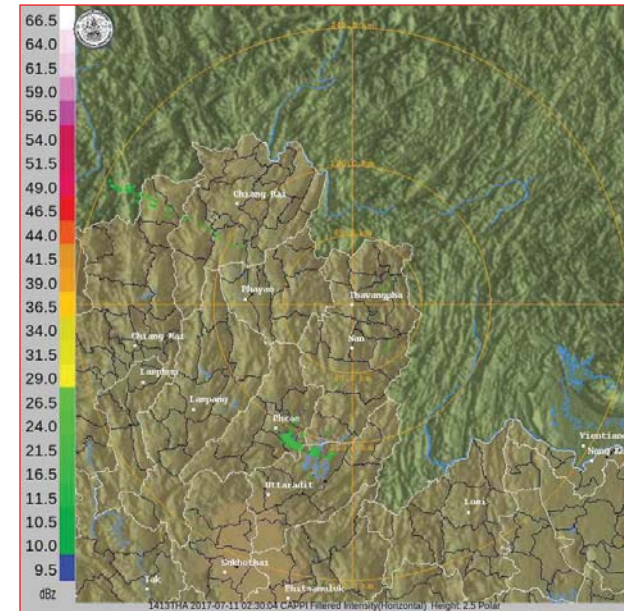 66.5
64.0
61.5
59.0
56.5
54.0
51.5
49.0
46.5
44.0
41.5
39.0
36.5
34.0
31.5
29.0
26.5
24.0
21.5
16.5
11.5
10.5
10.0
9.5
dBz
Chiang Rai
Phayao
Thawangpha
Nan
Chiang Mai
Lamphun
Lampang
Phrae
Vientiane
Nong K
Uttaradit
Loei
Sukhothai
Tak
Phitsanulok
1413THA 2017-07-11 02:30:04 CAPPI Filtered Intensity(Horizontal) Height: 2.5 Polar